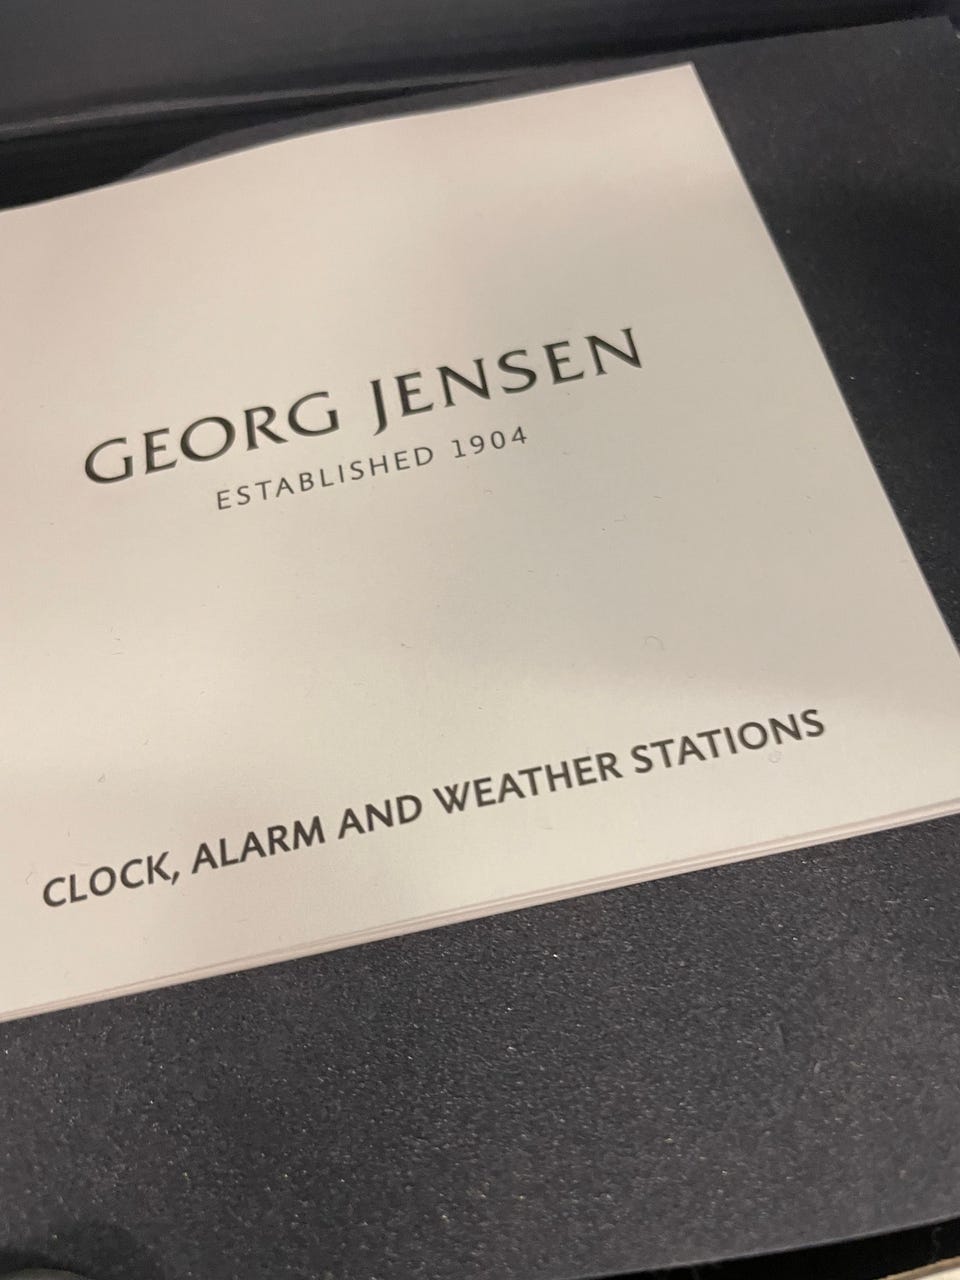 GEORG JENSEN
ESTABLISHED 1904
CLOCK, ALARM AND WEATHER STATIONS